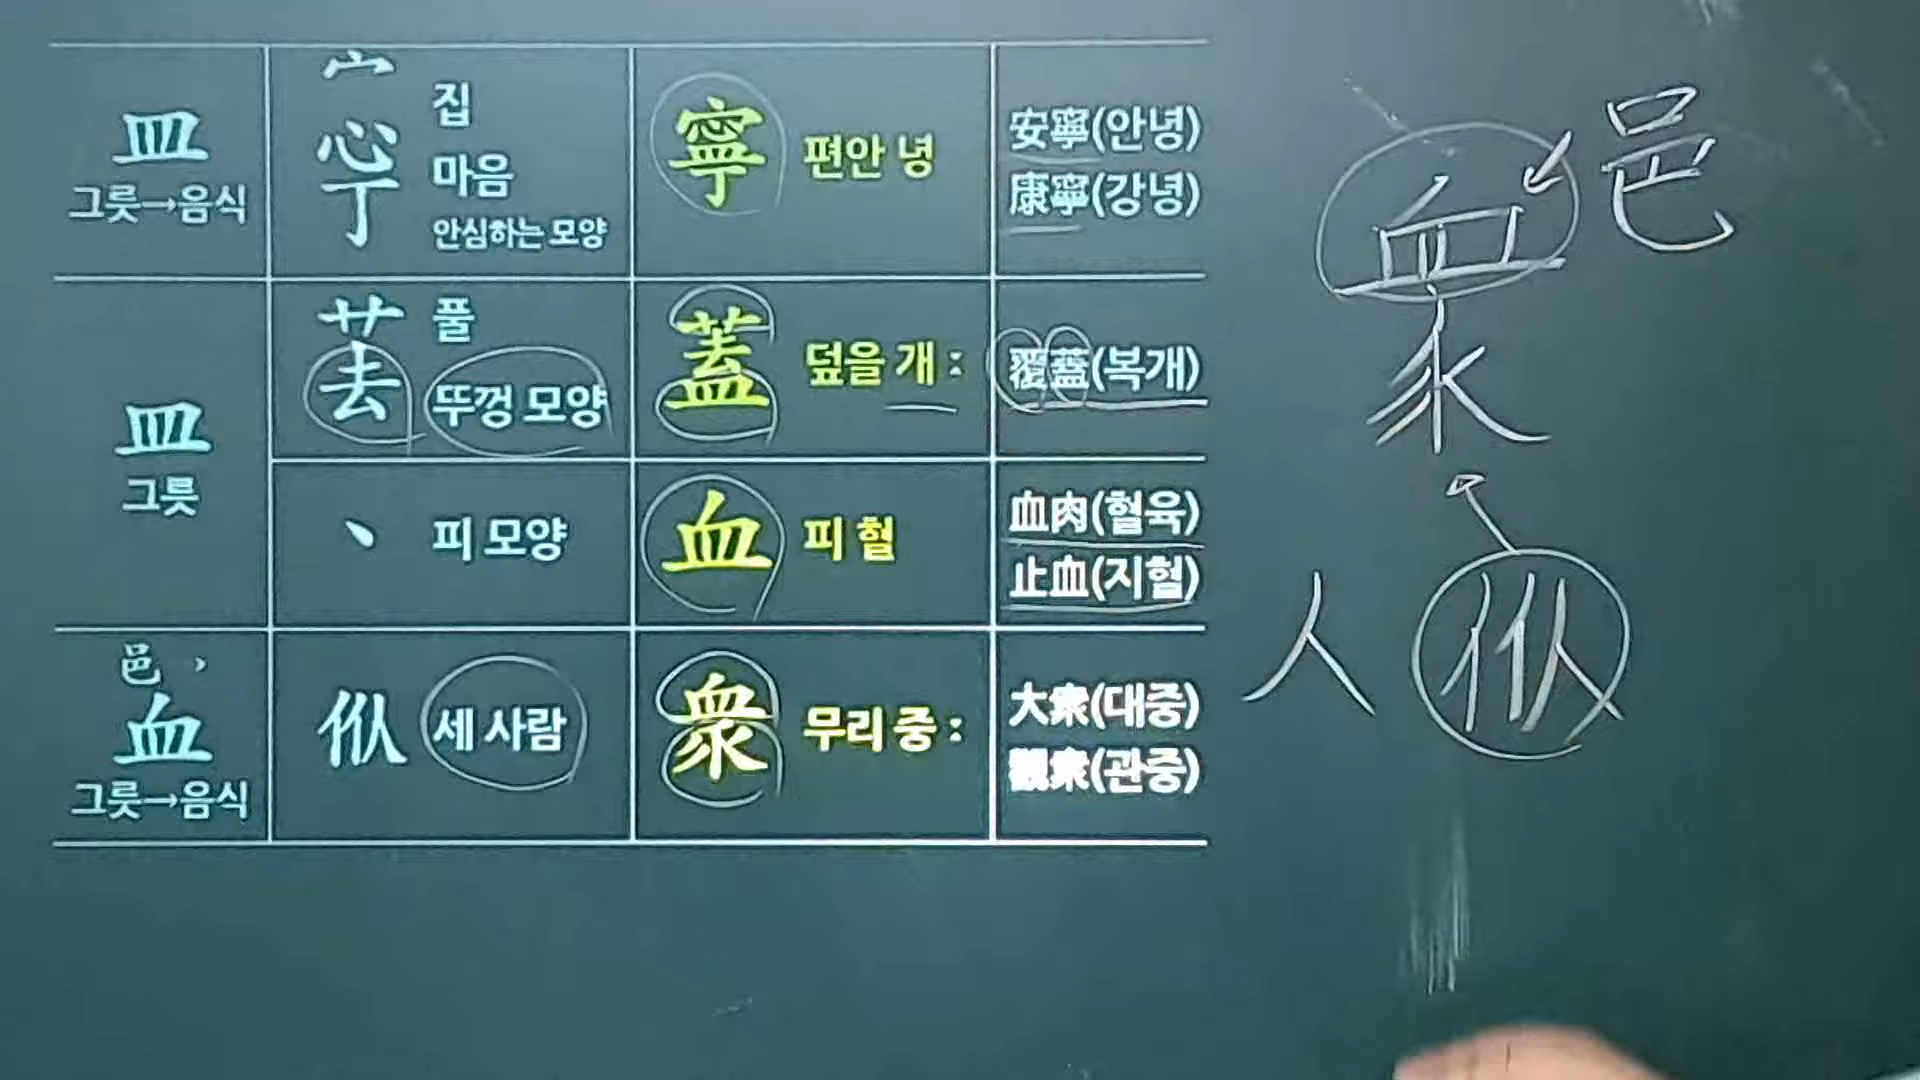 皿
그릇→음식
宀 집
心 마음
丁 안심하는 모양
寧 편안 녕
安寧(안녕)
康寧(강녕)
皿
그릇
艹 풀
去 뚜껑 모양
蓋 덮을 개 :
覆蓋(복개)
丶 피 모양
血 피 혈
血肉(혈육)
止血(지혈)
邑 、
血
그릇→음식
㐺 세 사람
衆 무리 중 :
大衆(대중)
觀衆(관중)
衆 邑
人 㐺